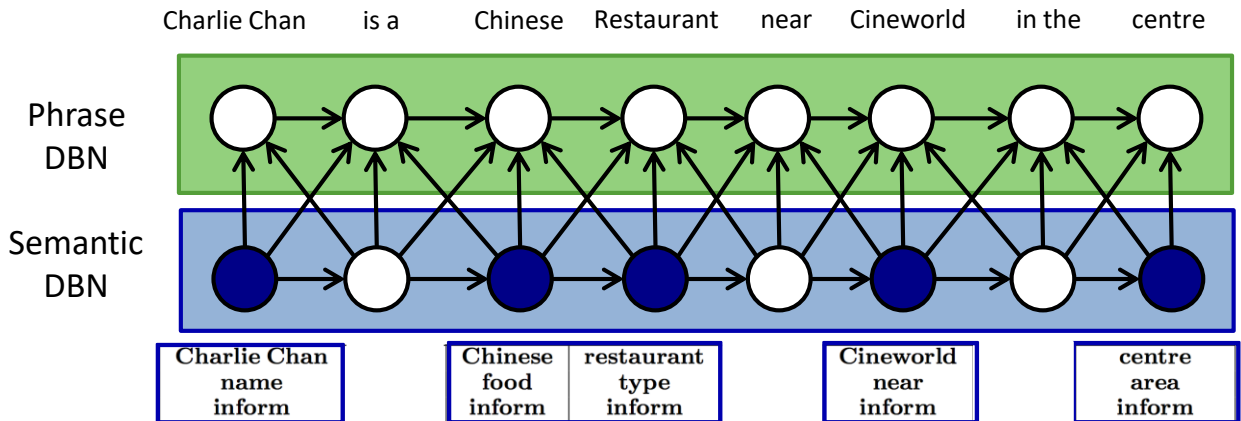 Charlie Chan is a Chinese Restaurant near Cineworld in the centre
Phrase
DBN
Semantic
DBN
Charlie Chan
name
inform
Chinese
food
inform
restaurant
type
inform
Cineworld
near
inform
centre
area
inform